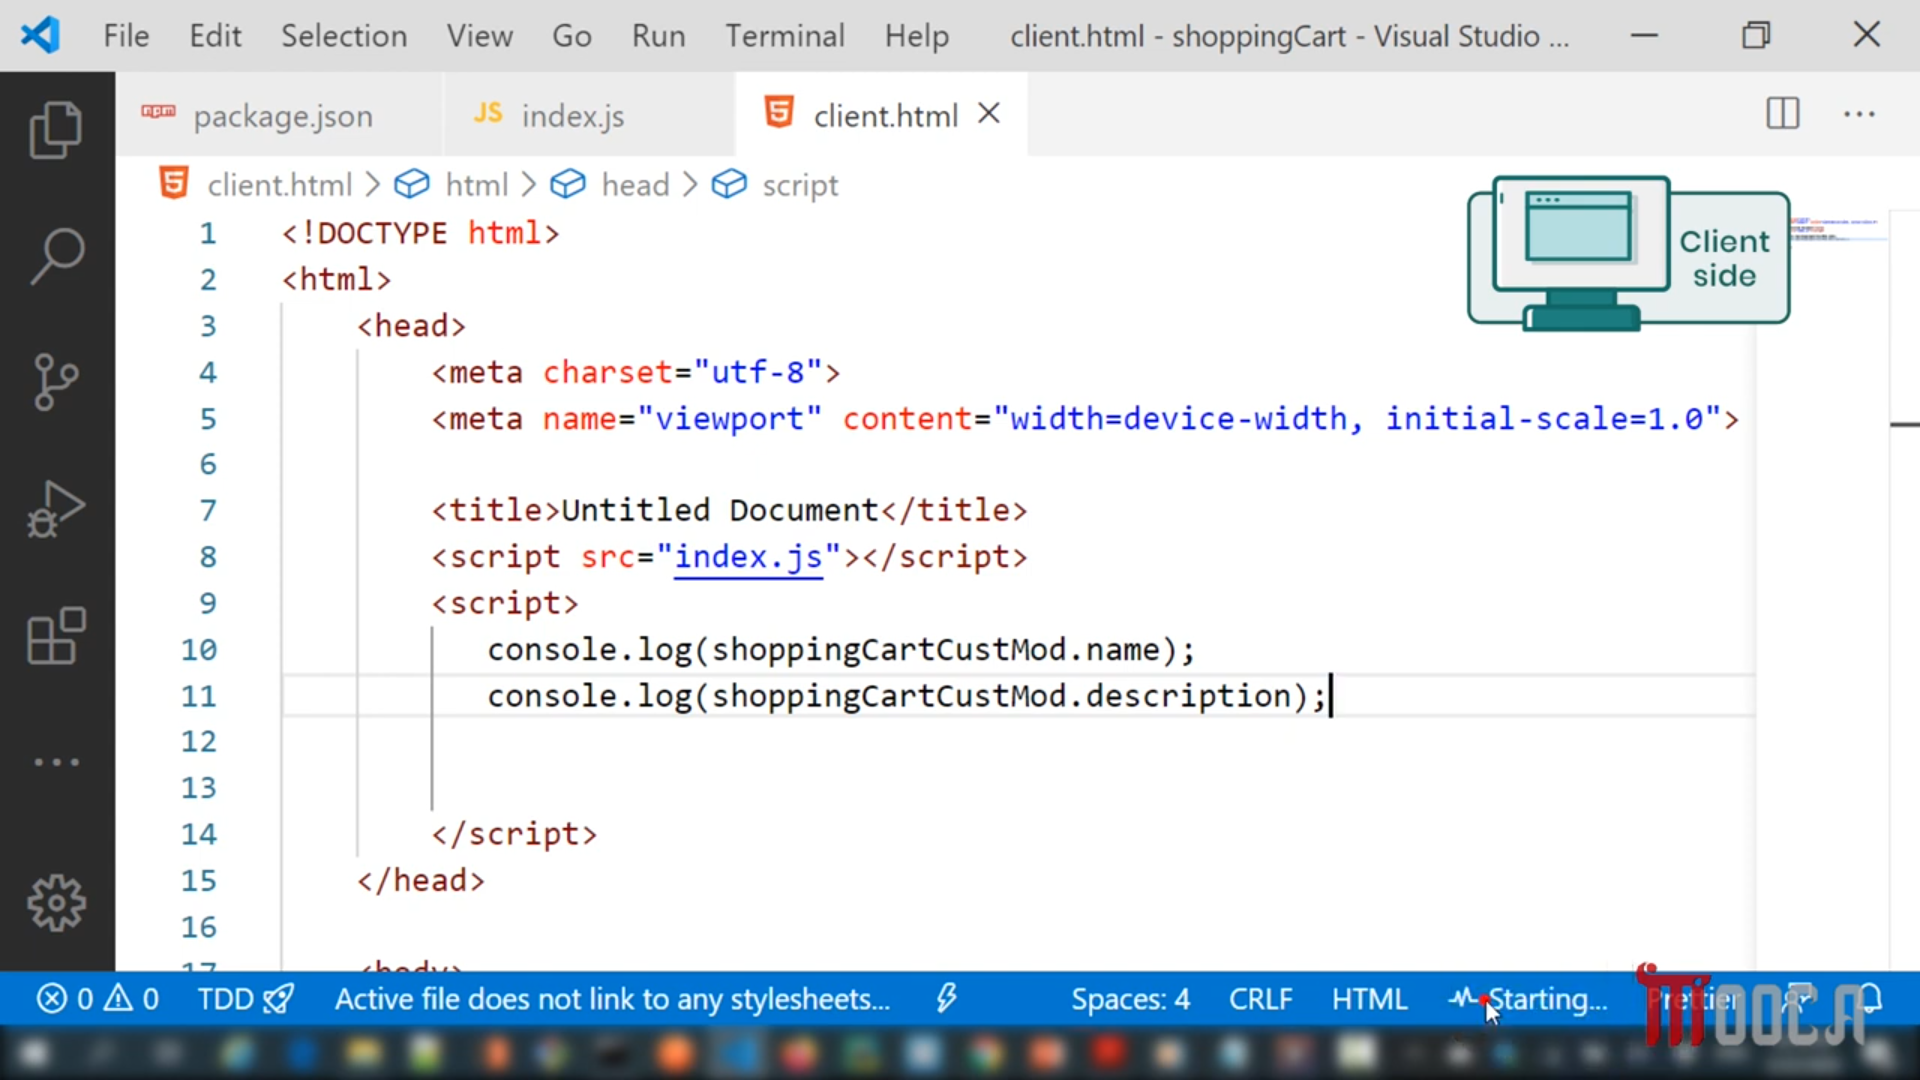 File Edit Selection View Go Run Terminal Help client.html - shoppingCart - Visual Studio ...
npm package.json JS index.js 5 client.html
5 client.html > html > head > script
Client
side
1 <!DOCTYPE html>
2 <html>
3 <head>
4 <meta charset="utf-8">
5 <meta name="viewport" content="width=device-width, initial-scale=1.0">
6
7 <title>Untitled Document</title>
8 <script src="index.js"></script>
9 <script>
10 console.log(shoppingCartCustMod.name);
11 console.log(shoppingCartCustMod.description);
12
13
14 </script>
15 </head>
16
17 <body>
0 0 TDD Active file does not link to any stylesheets... Spaces: 4 CRLF HTML Starting... Prettier
MOOCA